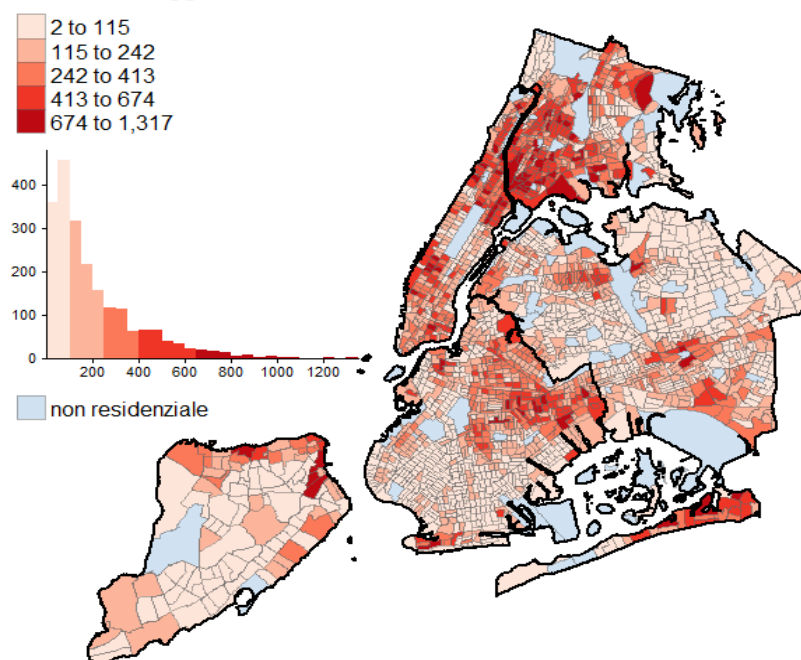 2 to 115
115 to 242
242 to 413
413 to 674
674 to 1,317
400
300
200
100
0
200 400 600 800 1000 1200
non residenziale